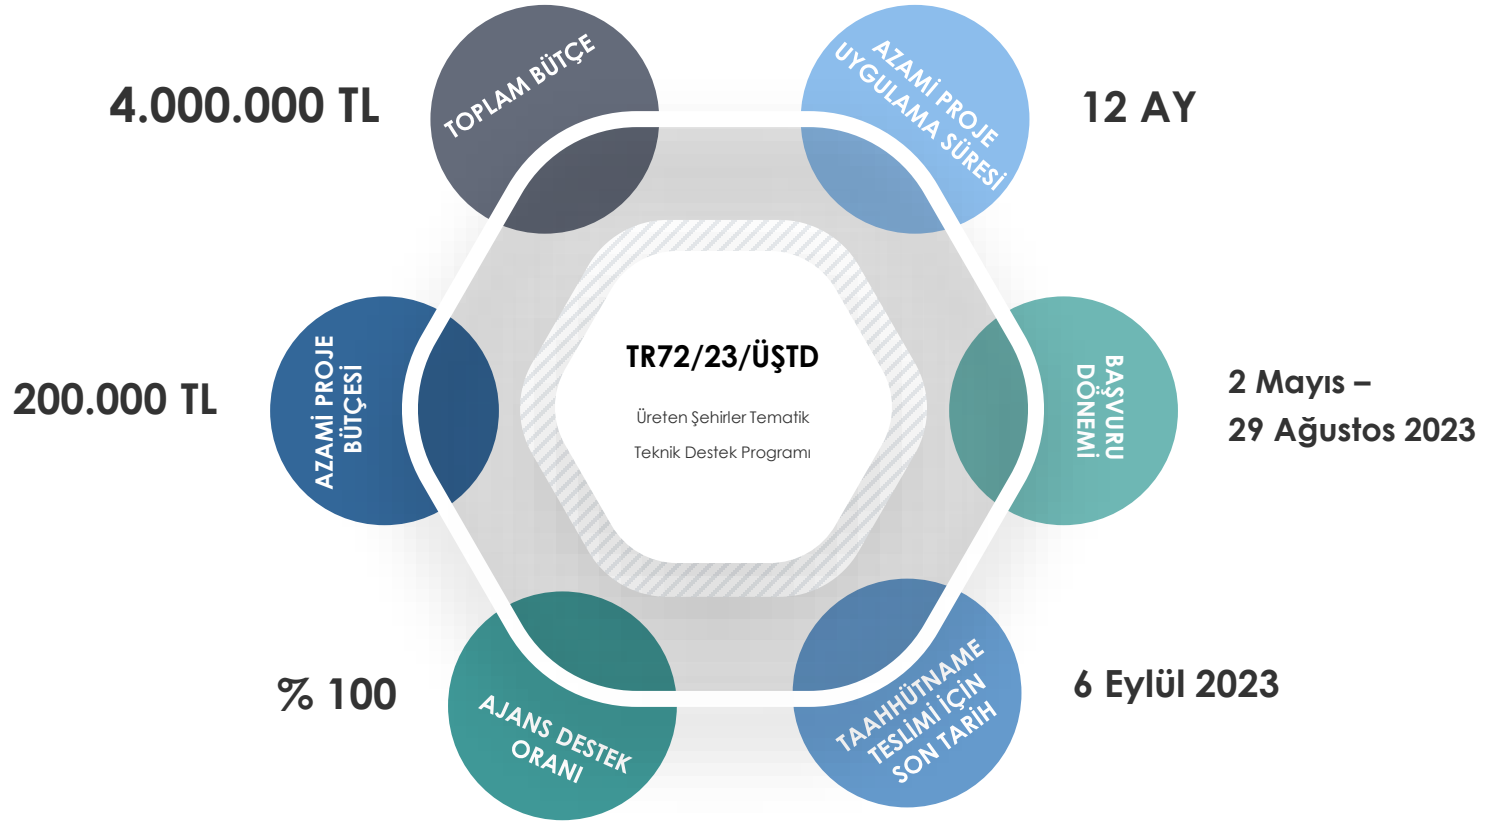 4.000.000 TL
TOPLAM BÜTÇE
AZAMİ PROJE
UYGULAMA SÜRESİ
12 AY
200.000 TL
AZAMİ PROJE
BÜTÇESİ
TR72/23/ÜŞTD
Üreten Şehirler Tematik
Teknik Destek Programı
BAŞVURU
DÖNEMİ
2 Mayıs –
29 Ağustos 2023
% 100
AJANS DESTEK
ORANI
TAAHHÜTNAME
TESLİMİ İÇİN
SON TARİH
6 Eylül 2023